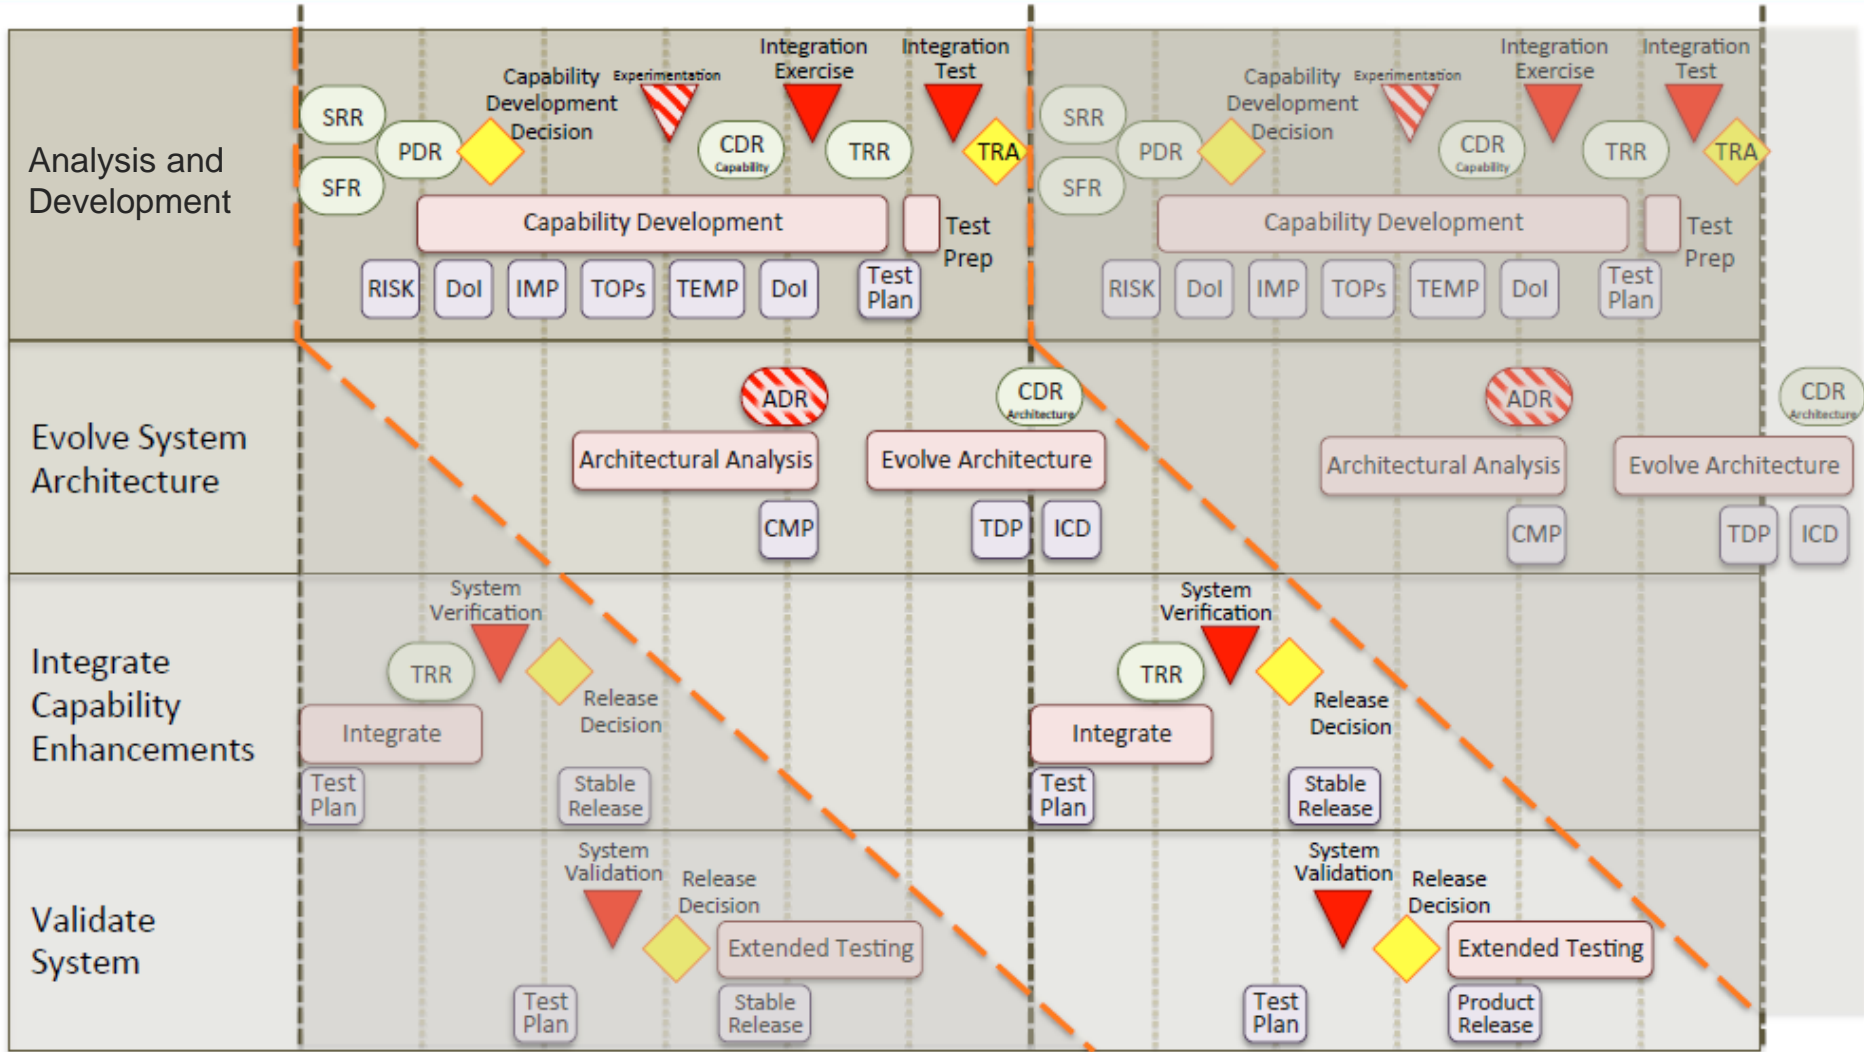 Analysis and
Development
SRR
SFR
PDR
Capability
Development
Decision
Experimentation
CDR
Capability
Integration
Exercise
TRR
Integration
Test
TRA
Capability Development
Test
Prep
RISK
DoI
IMP
TOPs
TEMP
DoI
Test
Plan
SRR
SFR
PDR
Capability
Development
Decision
Experimentation
CDR
Capability
Integration
Exercise
TRR
Integration
Test
TRA
Capability Development
Test
Prep
RISK
DoI
IMP
TOPs
TEMP
DoI
Test
Plan
Evolve System
Architecture
ADR
CDR
Architecture
Architectural Analysis
Evolve Architecture
CMP
TDP
ICD
ADR
CDR
Architecture
Architectural Analysis
Evolve Architecture
CMP
TDP
ICD
Integrate
Capability
Enhancements
System
Verification
TRR
Release
Decision
Integrate
Test
Plan
Stable
Release
System
Verification
TRR
Release
Decision
Integrate
Test
Plan
Stable
Release
Validate
System
System
Validation
Release
Decision
Extended Testing
Test
Plan
Stable
Release
System
Validation
Release
Decision
Extended Testing
Test
Plan
Product
Release